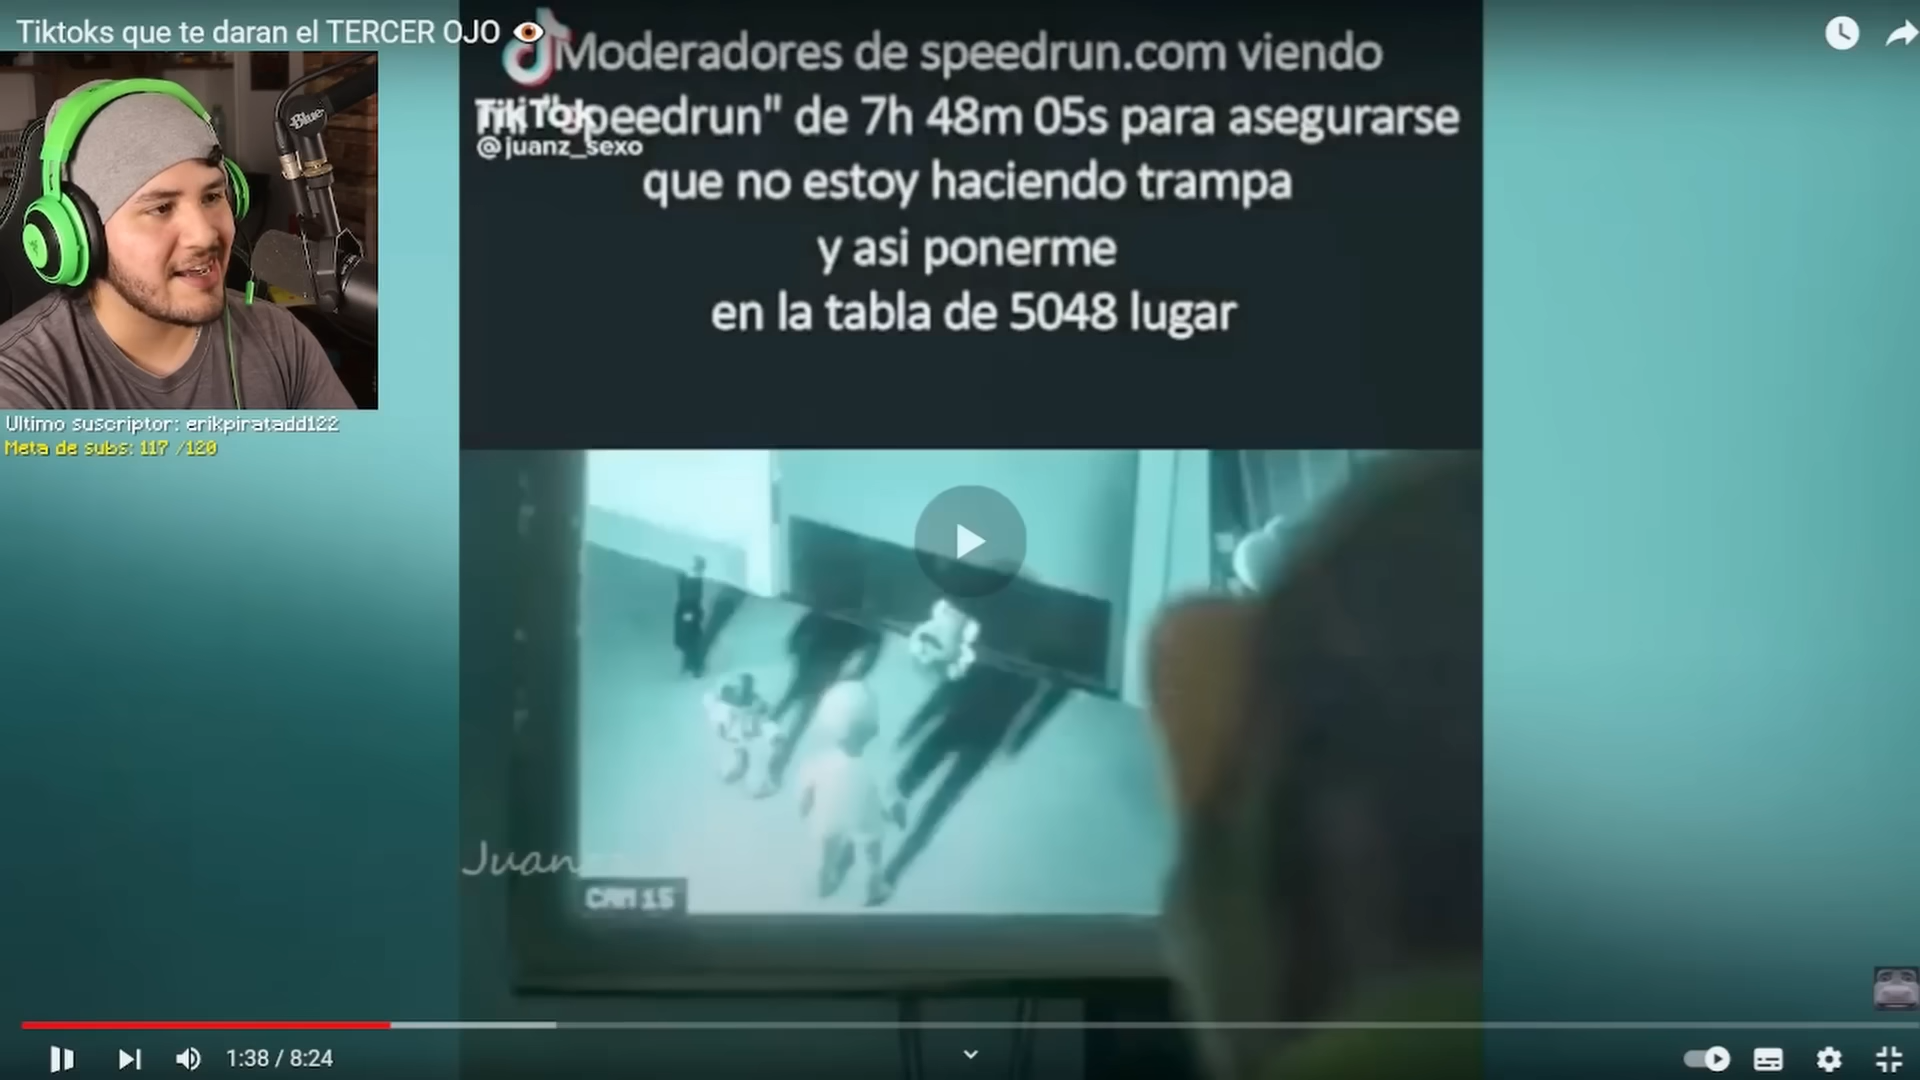 Tiktoks que te daran el TERCER OJO
Moderadores de speedrun.com viendo
"speedrun" de 7h 48m 05s para asegurarse
TikTok
@juanz_sexo
que no estoy haciendo trampa
y asi ponerme
en la tabla de 5048 lugar
Blue
Ultimo suscriptor: erikpiratadd122
Meta de subs: 117 /120
Juan
CAM 15
1:38 / 8:24